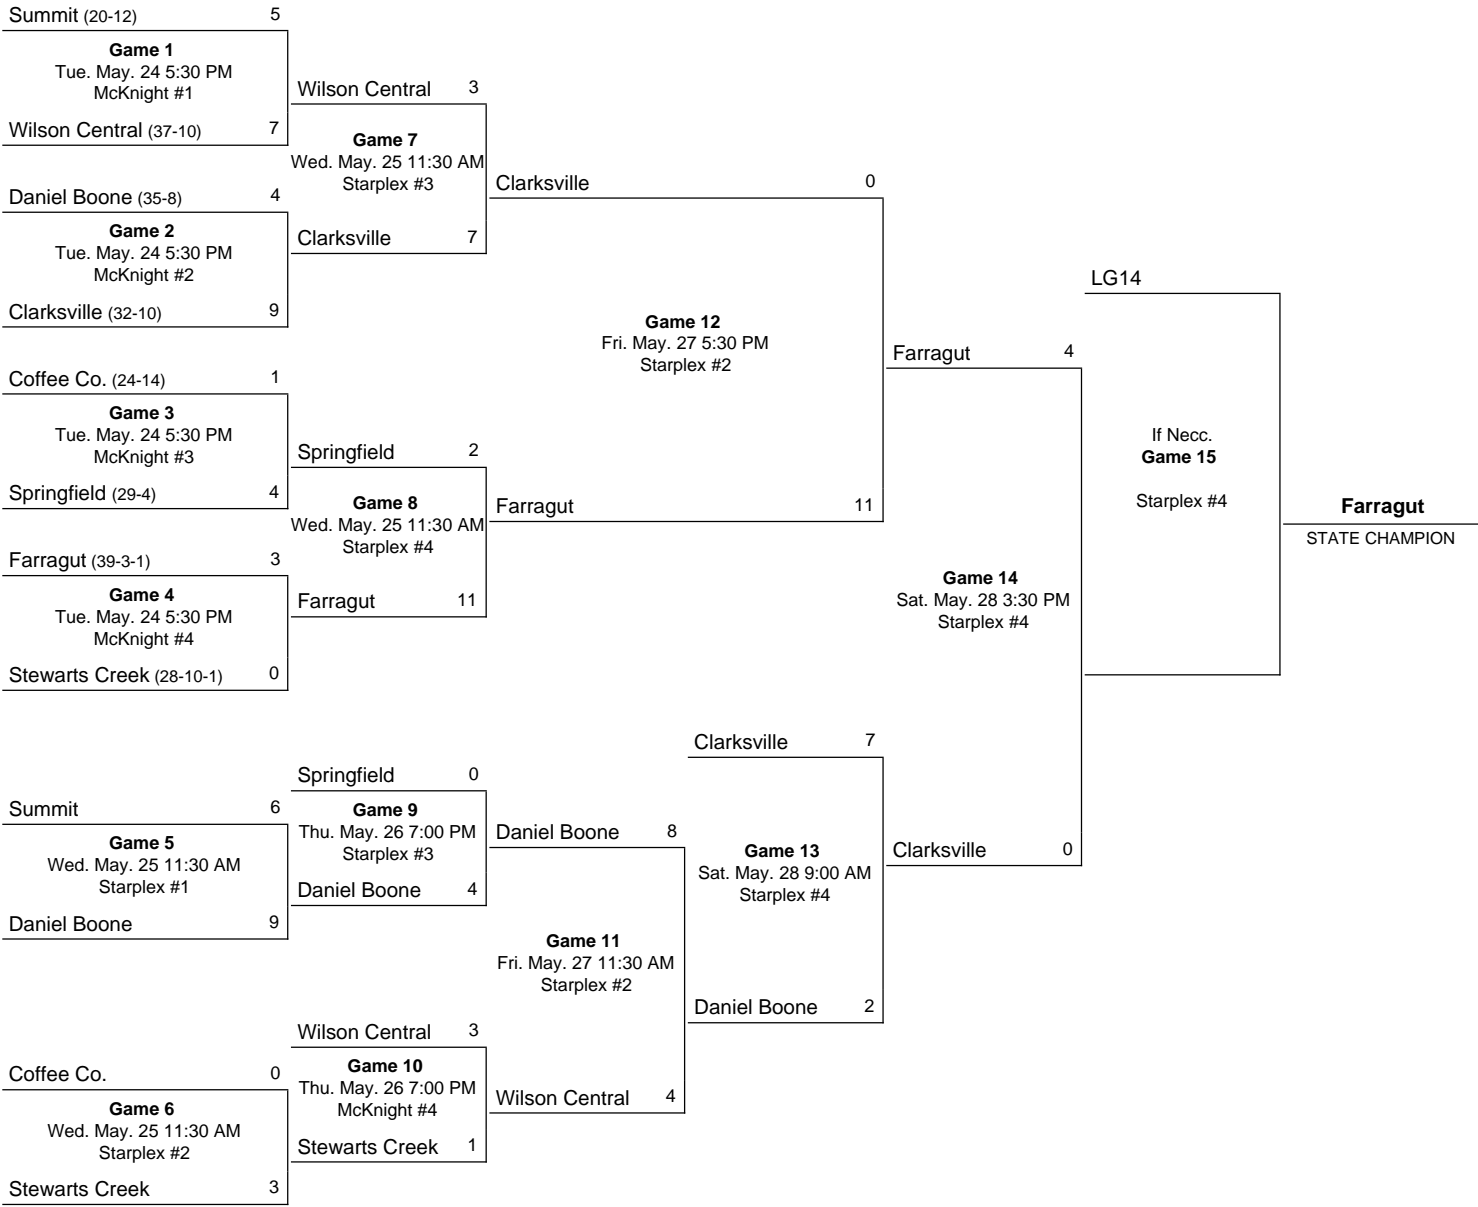 Summit (20-12) 5
Game 1
Tue. May. 24 5:30 PM
McKnight #1
Wilson Central (37-10) 7
Daniel Boone (35-8) 4
Game 2
Tue. May. 24 5:30 PM
McKnight #2
Clarksville (32-10) 9
Coffee Co. (24-14) 1
Game 3
Tue. May. 24 5:30 PM
McKnight #3
Springfield (29-4) 4
Farragut (39-3-1) 3
Game 4
Tue. May. 24 5:30 PM
McKnight #4
Stewarts Creek (28-10-1) 0
Summit 6
Game 5
Wed. May. 25 11:30 AM
Starplex #1
Daniel Boone 9
Coffee Co. 0
Game 6
Wed. May. 25 11:30 AM
Starplex #2
Stewarts Creek 3
Wilson Central 3
Game 7
Wed. May. 25 11:30 AM
Starplex #3
Clarksville 7
Springfield 2
Game 8
Wed. May. 25 11:30 AM
Starplex #4
Farragut 11
Springfield 0
Game 9
Thu. May. 26 7:00 PM
Starplex #3
Daniel Boone 4
Wilson Central 3
Game 10
Thu. May. 26 7:00 PM
McKnight #4
Stewarts Creek 1
Clarksville 0
Game 12
Fri. May. 27 5:30 PM
Starplex #2
Farragut 11
Daniel Boone 8
Game 11
Fri. May. 27 11:30 AM
Starplex #2
Wilson Central 4
Clarksville 7
Game 13
Sat. May. 28 9:00 AM
Starplex #4
Daniel Boone 2
Farragut 4
Game 14
Sat. May. 28 3:30 PM
Starplex #4
Clarksville 0
LG14
If Necc.
Game 15
Starplex #4
Farragut
STATE CHAMPION